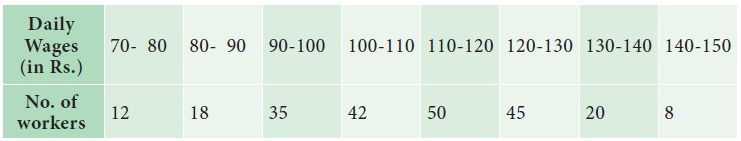 Daily
Wages
(in Rs.) 70- 80 80- 90 90-100 100-110 110-120 120-130 130-140 140-150
No. of
workers 12 18 35 42 50 45 20 8